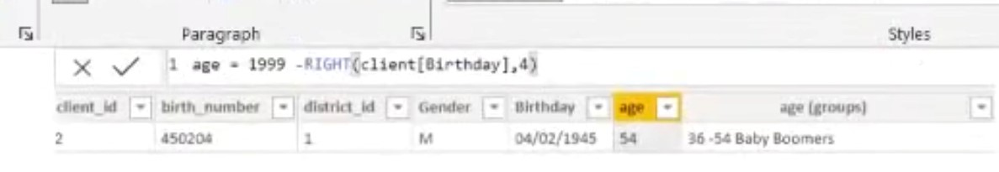 Paragraph Styles
1 age = 1999 -RIGHT(client[Birthday],4)
client_id birth_number district_id Gender Birthday age age (groups)
2 450204 1 M 04/02/1945 54 36 -54 Baby Boomers